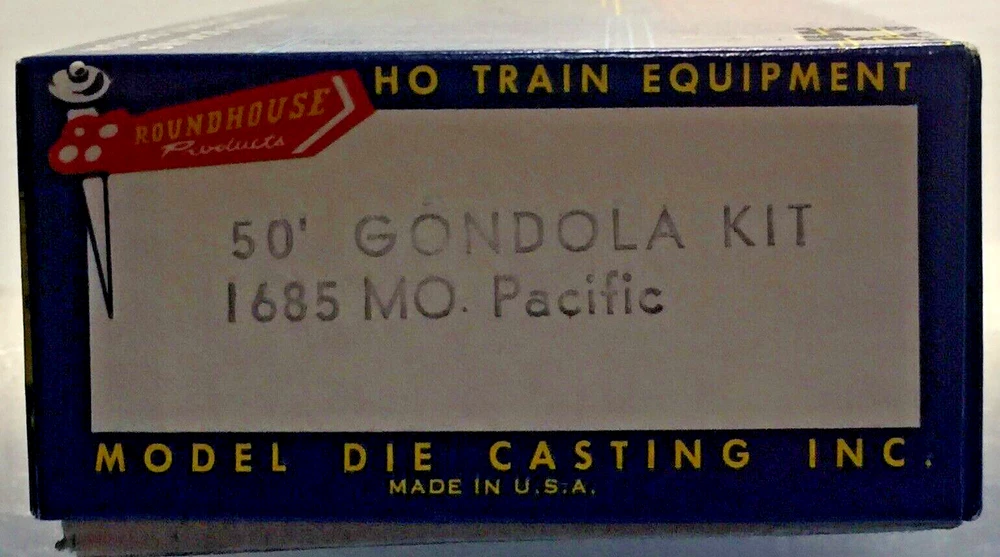 HO TRAIN EQUIPMENT
ROUNDHOUSE
Products
50' GONDOLA KIT
1685 MO. Pacific
MODEL DIE CASTING INC.
MADE IN U.S.A.